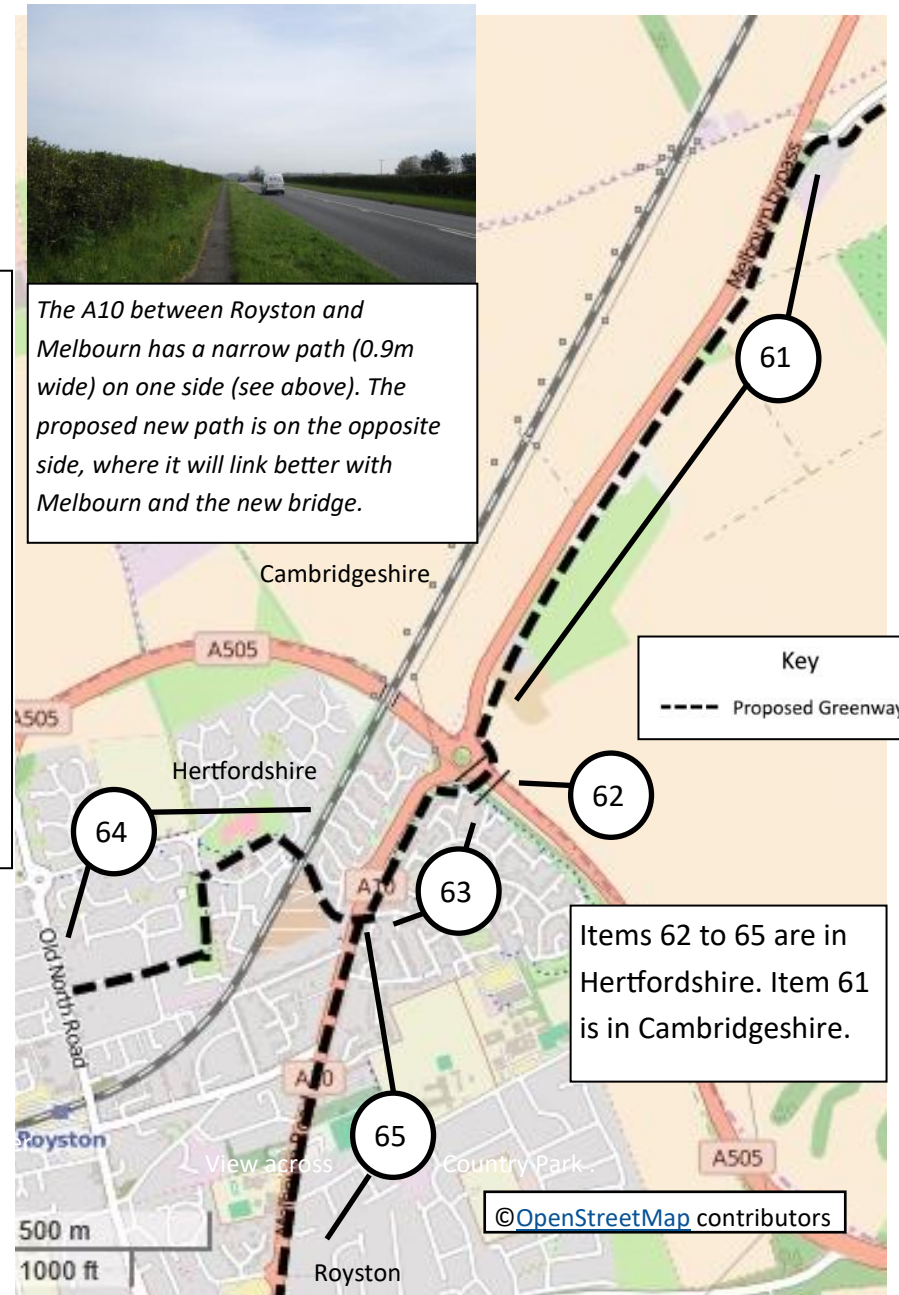 The A10 between Royston and
Melbourn has a narrow path (0.9m
wide) on one side (see above). The
proposed new path is on the opposite
side, where it will link better with
Melbourn and the new bridge.
Melbourn bypass
61
Cambridgeshire
A505
Key
Proposed Greenway
A505
Hertfordshire
62
64
A10
63
Old North Road
Items 62 to 65 are in
Hertfordshire. Item 61
is in Cambridgeshire.
A10
Royston
65
View across
Country Park .
A505
©OpenStreetMap contributors
500 m
1000 ft
Royston